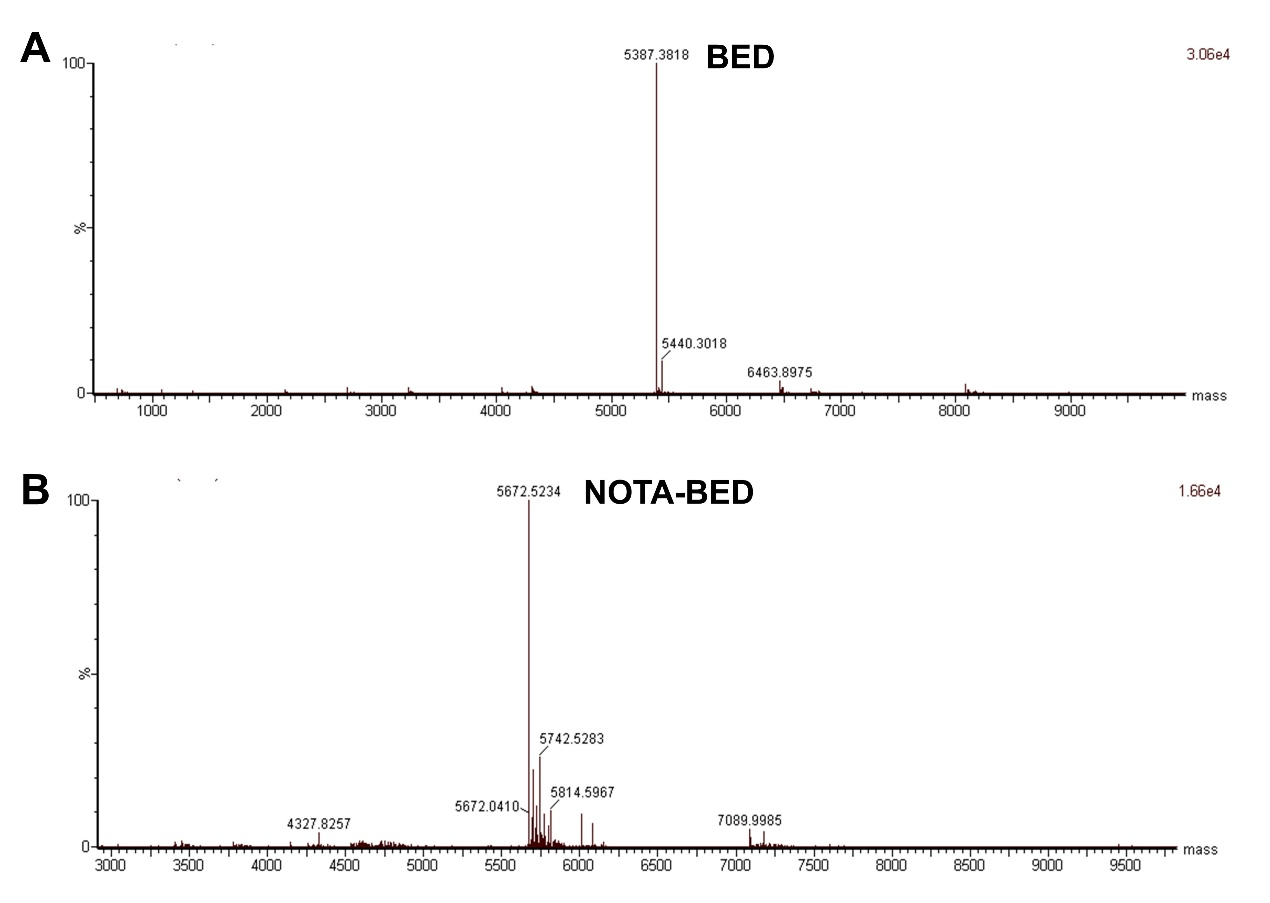 A
5387.3818 BED 3.06e4
100
%
5440.3018
6463.8975
0
1000 2000 3000 4000 5000 6000 7000 8000 9000 mass
B
5672.5234 NOTA-BED 1.66e4
100
%
5742.5283
5814.5967
5672.0410
4327.8257
7089.9985
0
3000 3500 4000 4500 5000 5500 6000 6500 7000 7500 8000 8500 9000 9500 mass